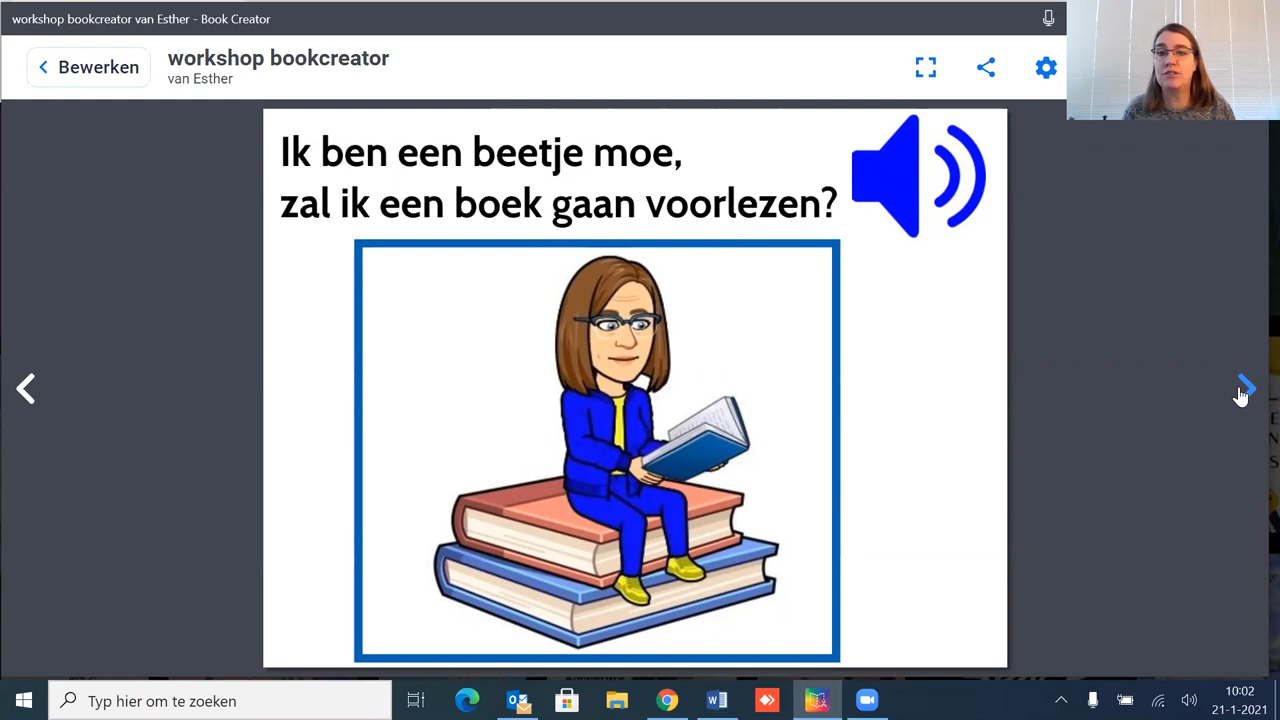 workshop bookcreator van Esther - Book Creator
Bewerken
workshop bookcreator
van Esther
Ik ben een beetje moe,
zal ik een boek gaan voorlezen?
Typ hier om te zoeken
10:02
21-1-2021